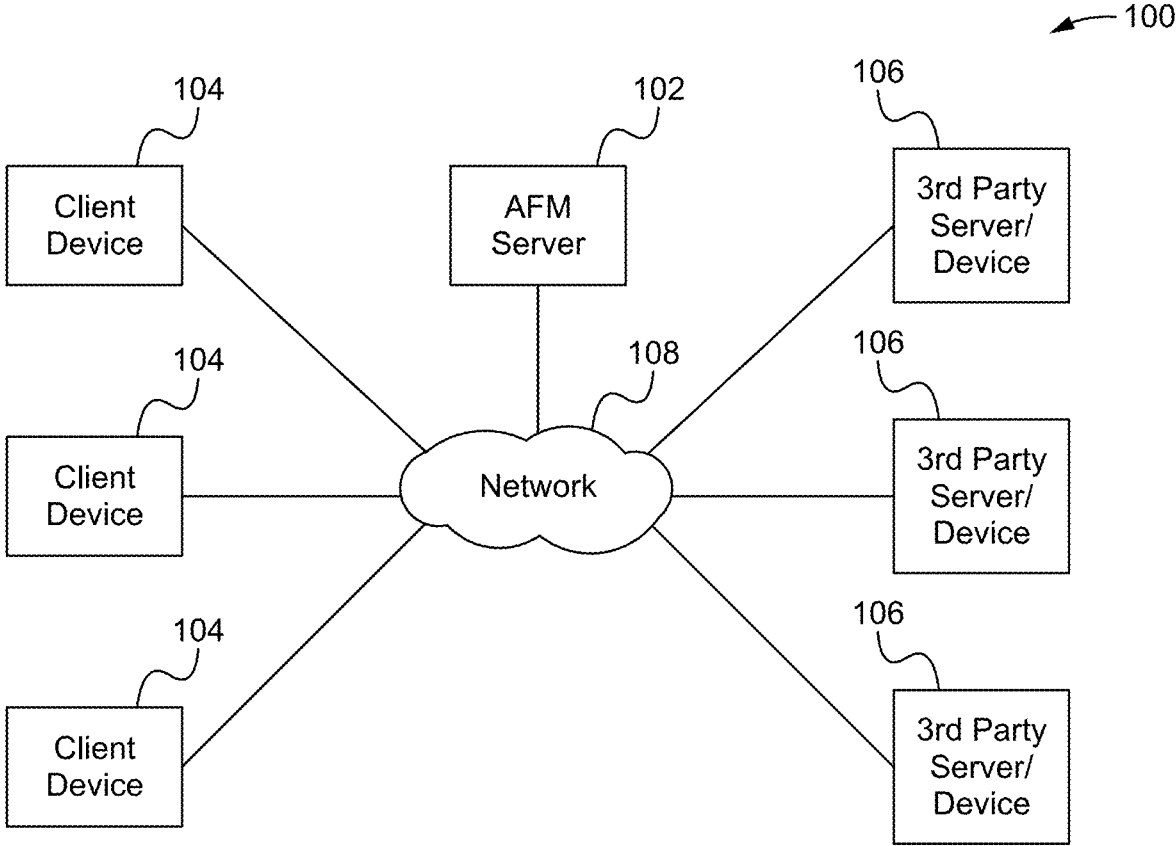 100
104
102
106
Client
Device
AFM
Server
3rd Party
Server/
Device
104
108
106
Client
Device
Network
3rd Party
Server/
Device
104
106
Client
Device
3rd Party
Server/
Device